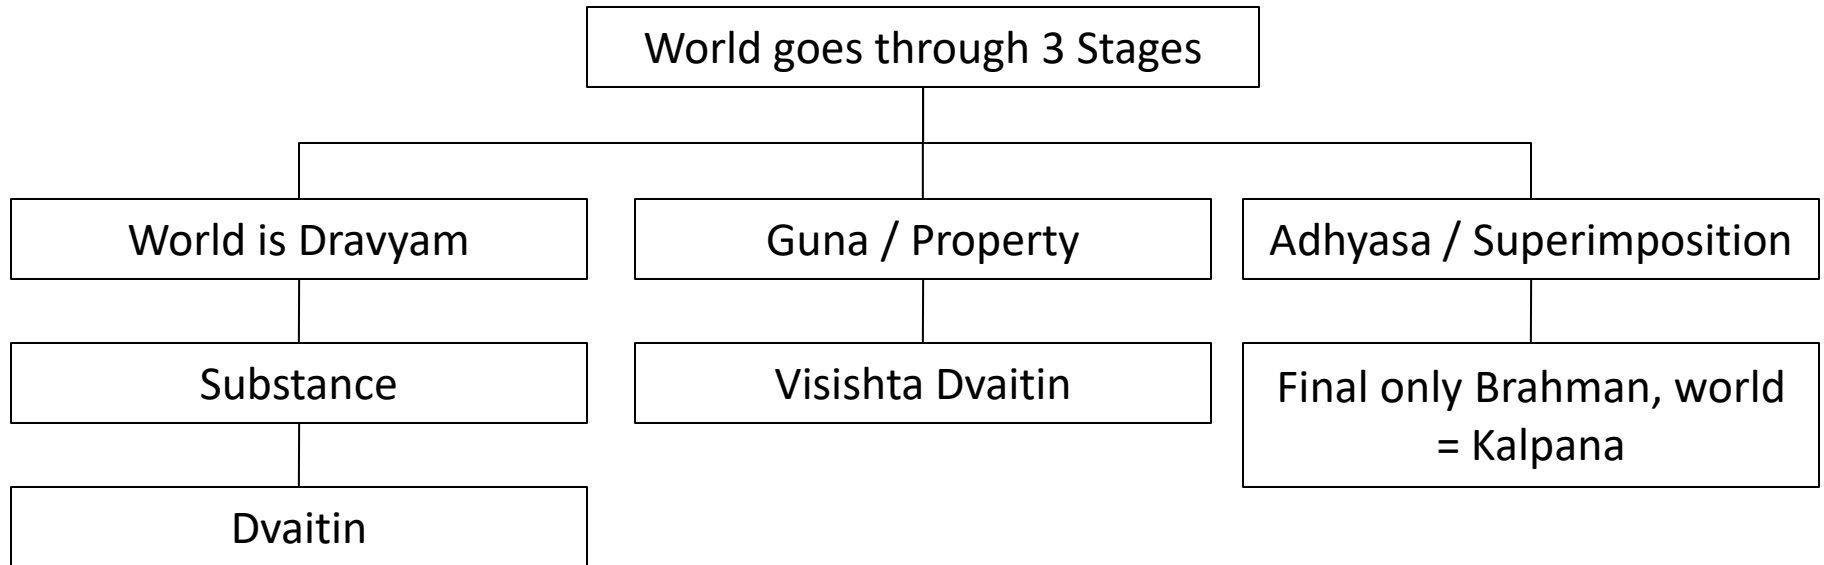 World goes through 3 Stages
World is Dravyam
Guna / Property
Adhyasa / Superimposition
Substance
Visishta Dvaitin
Final only Brahman, world
= Kalpana
Dvaitin